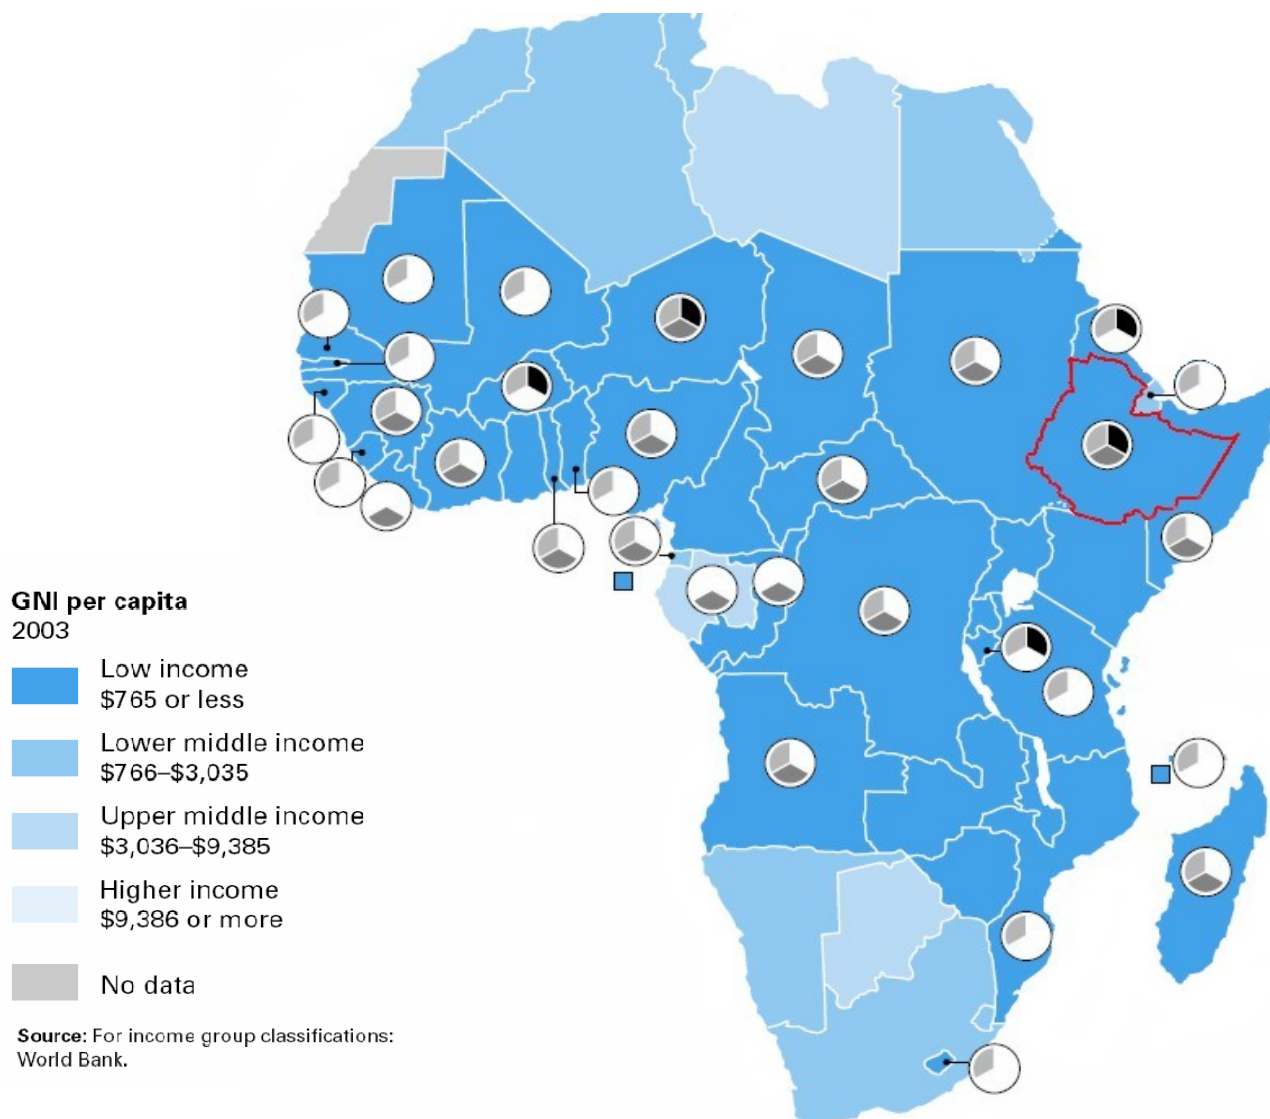 GNI per capita
2003
Low income
$765 or less
Lower middle income
$766–$3,035
Upper middle income
$3,036–$9,385
Higher income
$9,386 or more
No data
Source: For income group classifications:
World Bank.